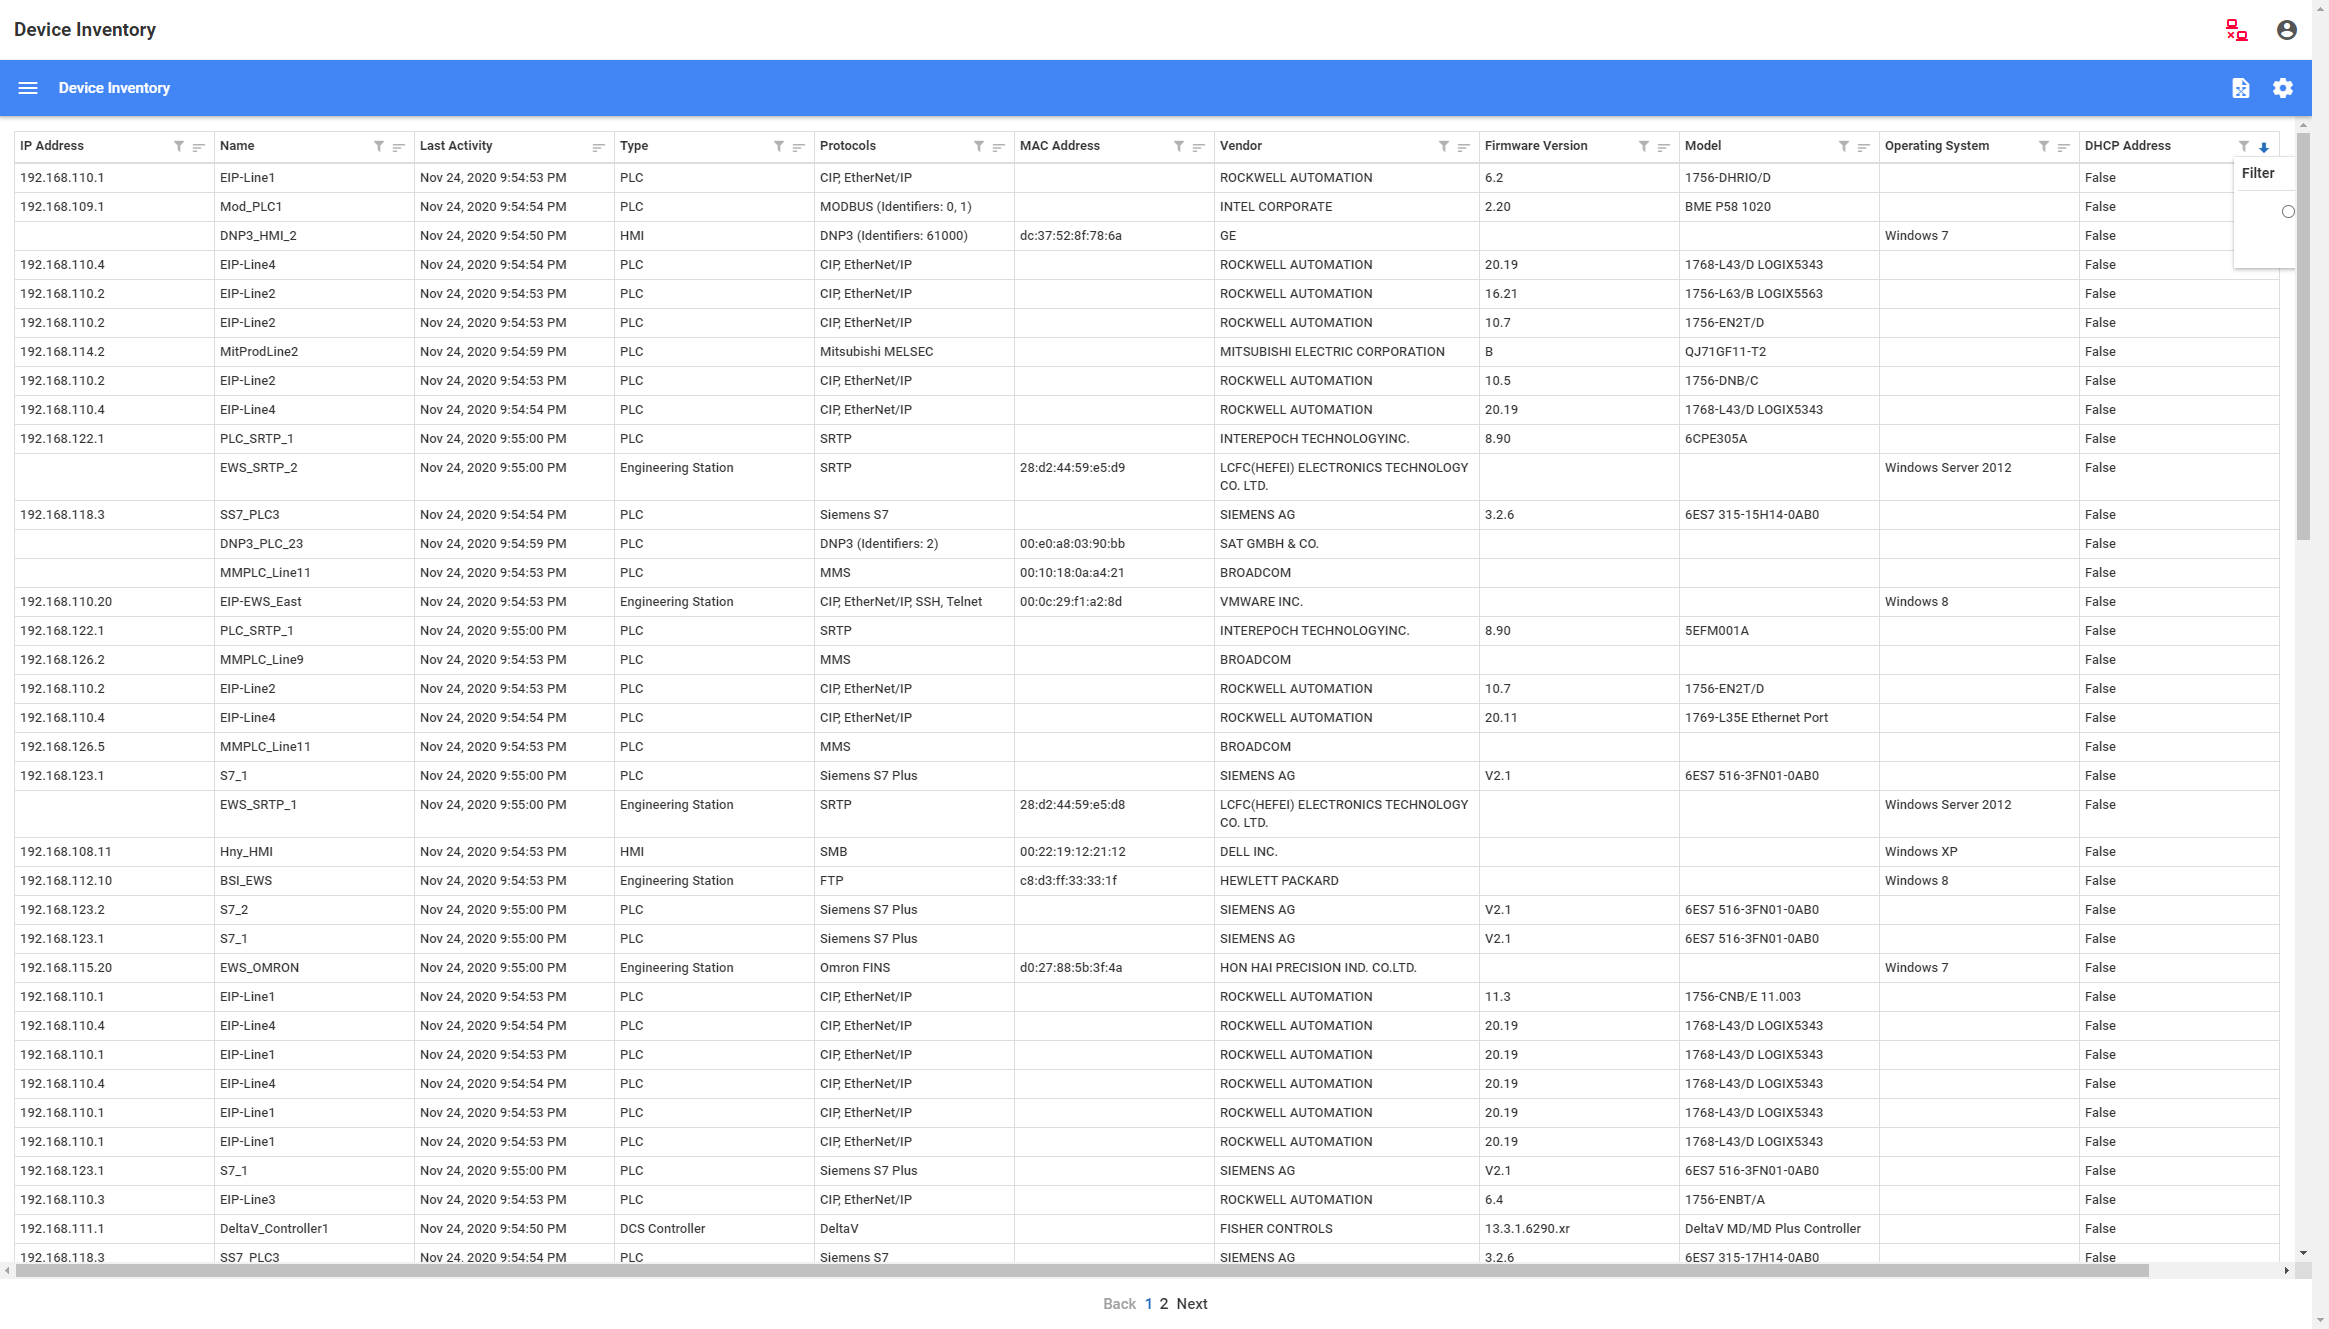 Device Inventory
Device Inventory
IP Address Name Last Activity Type Protocols MAC Address Vendor Firmware Version Model Operating System DHCP Address
Filter
192.168.110.1 EIP-Line1 Nov 24, 2020 9:54:53 PM PLC CIP, EtherNet/IP ROCKWELL AUTOMATION 6.2 1756-DHRIO/D False
192.168.109.1 Mod_PLC1 Nov 24, 2020 9:54:54 PM PLC MODBUS (Identifiers: 0, 1) INTEL CORPORATE 2.20 BME P58 1020 False
DNP3_HMI_2 Nov 24, 2020 9:54:50 PM HMI DNP3 (Identifiers: 61000) dc:37:52:8f:78:6a GE Windows 7 False
192.168.110.4 EIP-Line4 Nov 24, 2020 9:54:54 PM PLC CIP, EtherNet/IP ROCKWELL AUTOMATION 20.19 1768-L43/D LOGIX5343 False
192.168.110.2 EIP-Line2 Nov 24, 2020 9:54:53 PM PLC CIP, EtherNet/IP ROCKWELL AUTOMATION 16.21 1756-L63/B LOGIX5563 False
192.168.110.2 EIP-Line2 Nov 24, 2020 9:54:53 PM PLC CIP, EtherNet/IP ROCKWELL AUTOMATION 10.7 1756-EN2T/D False
192.168.114.2 MitProdLine2 Nov 24, 2020 9:54:59 PM PLC Mitsubishi MELSEC MITSUBISHI ELECTRIC CORPORATION B QJ71GF11-T2 False
192.168.110.2 EIP-Line2 Nov 24, 2020 9:54:53 PM PLC CIP, EtherNet/IP ROCKWELL AUTOMATION 10.5 1756-DNB/C False
192.168.110.4 EIP-Line4 Nov 24, 2020 9:54:54 PM PLC CIP, EtherNet/IP ROCKWELL AUTOMATION 20.19 1768-L43/D LOGIX5343 False
192.168.122.1 PLC_SRTP_1 Nov 24, 2020 9:55:00 PM PLC SRTP INTEREPOCH TECHNOLOGYINC. 8.90 6CPE305A False
EWS_SRTP_2 Nov 24, 2020 9:55:00 PM Engineering Station SRTP 28:d2:44:59:e5:d9 LCFC(HEFEI) ELECTRONICS TECHNOLOGY Windows Server 2012 False
CO. LTD.
192.168.118.3 SS7_PLC3 Nov 24, 2020 9:54:54 PM PLC Siemens S7 SIEMENS AG 3.2.6 6ES7 315-15H14-0AB0 False
DNP3_PLC_23 Nov 24, 2020 9:54:59 PM PLC DNP3 (Identifiers: 2) 00:e0:a8:03:90:bb SAT GMBH & CO. False
MMPLC_Line11 Nov 24, 2020 9:54:53 PM PLC MMS 00:10:18:0a:a4:21 BROADCOM False
192.168.110.20 EIP-EWS_East Nov 24, 2020 9:54:53 PM Engineering Station CIP, EtherNet/IP, SSH, Telnet 00:0c:29:f1:a2:8d VMWARE INC. Windows 8 False
192.168.122.1 PLC_SRTP_1 Nov 24, 2020 9:55:00 PM PLC SRTP INTEREPOCH TECHNOLOGYINC. 8.90 5EFM001A False
192.168.126.2 MMPLC_Line9 Nov 24, 2020 9:54:53 PM PLC MMS BROADCOM False
192.168.110.2 EIP-Line2 Nov 24, 2020 9:54:53 PM PLC CIP, EtherNet/IP ROCKWELL AUTOMATION 10.7 1756-EN2T/D False
192.168.110.4 EIP-Line4 Nov 24, 2020 9:54:54 PM PLC CIP, EtherNet/IP ROCKWELL AUTOMATION 20.11 1769-L35E Ethernet Port False
192.168.126.5 MMPLC_Line11 Nov 24, 2020 9:54:53 PM PLC MMS BROADCOM False
192.168.123.1 S7_1 Nov 24, 2020 9:55:00 PM PLC Siemens S7 Plus SIEMENS AG V2.1 6ES7 516-3FN01-0AB0 False
EWS_SRTP_1 Nov 24, 2020 9:55:00 PM Engineering Station SRTP 28:d2:44:59:e5:d8 LCFC(HEFEI) ELECTRONICS TECHNOLOGY Windows Server 2012 False
CO. LTD.
192.168.108.11 Hny_HMI Nov 24, 2020 9:54:53 PM HMI SMB 00:22:19:12:21:12 DELL INC. Windows XP False
192.168.112.10 BSI_EWS Nov 24, 2020 9:54:53 PM Engineering Station FTP c8:d3:ff:33:33:1f HEWLETT PACKARD Windows 8 False
192.168.123.2 S7_2 Nov 24, 2020 9:55:00 PM PLC Siemens S7 Plus SIEMENS AG V2.1 6ES7 516-3FN01-0AB0 False
192.168.123.1 S7_1 Nov 24, 2020 9:55:00 PM PLC Siemens S7 Plus SIEMENS AG V2.1 6ES7 516-3FN01-0AB0 False
192.168.115.20 EWS_OMRON Nov 24, 2020 9:55:00 PM Engineering Station Omron FINS d0:27:88:5b:3f:4a HON HAI PRECISION IND. CO.LTD. Windows 7 False
192.168.110.1 EIP-Line1 Nov 24, 2020 9:54:53 PM PLC CIP, EtherNet/IP ROCKWELL AUTOMATION 11.3 1756-CNB/E 11.003 False
192.168.110.4 EIP-Line4 Nov 24, 2020 9:54:54 PM PLC CIP, EtherNet/IP ROCKWELL AUTOMATION 20.19 1768-L43/D LOGIX5343 False
192.168.110.1 EIP-Line1 Nov 24, 2020 9:54:53 PM PLC CIP, EtherNet/IP ROCKWELL AUTOMATION 20.19 1768-L43/D LOGIX5343 False
192.168.110.4 EIP-Line4 Nov 24, 2020 9:54:54 PM PLC CIP, EtherNet/IP ROCKWELL AUTOMATION 20.19 1768-L43/D LOGIX5343 False
192.168.110.1 EIP-Line1 Nov 24, 2020 9:54:53 PM PLC CIP, EtherNet/IP ROCKWELL AUTOMATION 20.19 1768-L43/D LOGIX5343 False
192.168.110.1 EIP-Line1 Nov 24, 2020 9:54:53 PM PLC CIP, EtherNet/IP ROCKWELL AUTOMATION 20.19 1768-L43/D LOGIX5343 False
192.168.123.1 S7_1 Nov 24, 2020 9:55:00 PM PLC Siemens S7 Plus SIEMENS AG V2.1 6ES7 516-3FN01-0AB0 False
192.168.110.3 EIP-Line3 Nov 24, 2020 9:54:53 PM PLC CIP, EtherNet/IP ROCKWELL AUTOMATION 6.4 1756-ENBT/A False
192.168.111.1 DeltaV_Controller1 Nov 24, 2020 9:54:50 PM DCS Controller DeltaV FISHER CONTROLS 13.3.1.6290.xr DeltaV MD/MD Plus Controller False
192.168.118.3 SS7_PLC3 Nov 24, 2020 9:54:54 PM PLC Siemens S7 SIEMENS AG 3.2.6 6ES7 315-17H14-0AB0 False
Back 1 2 Next